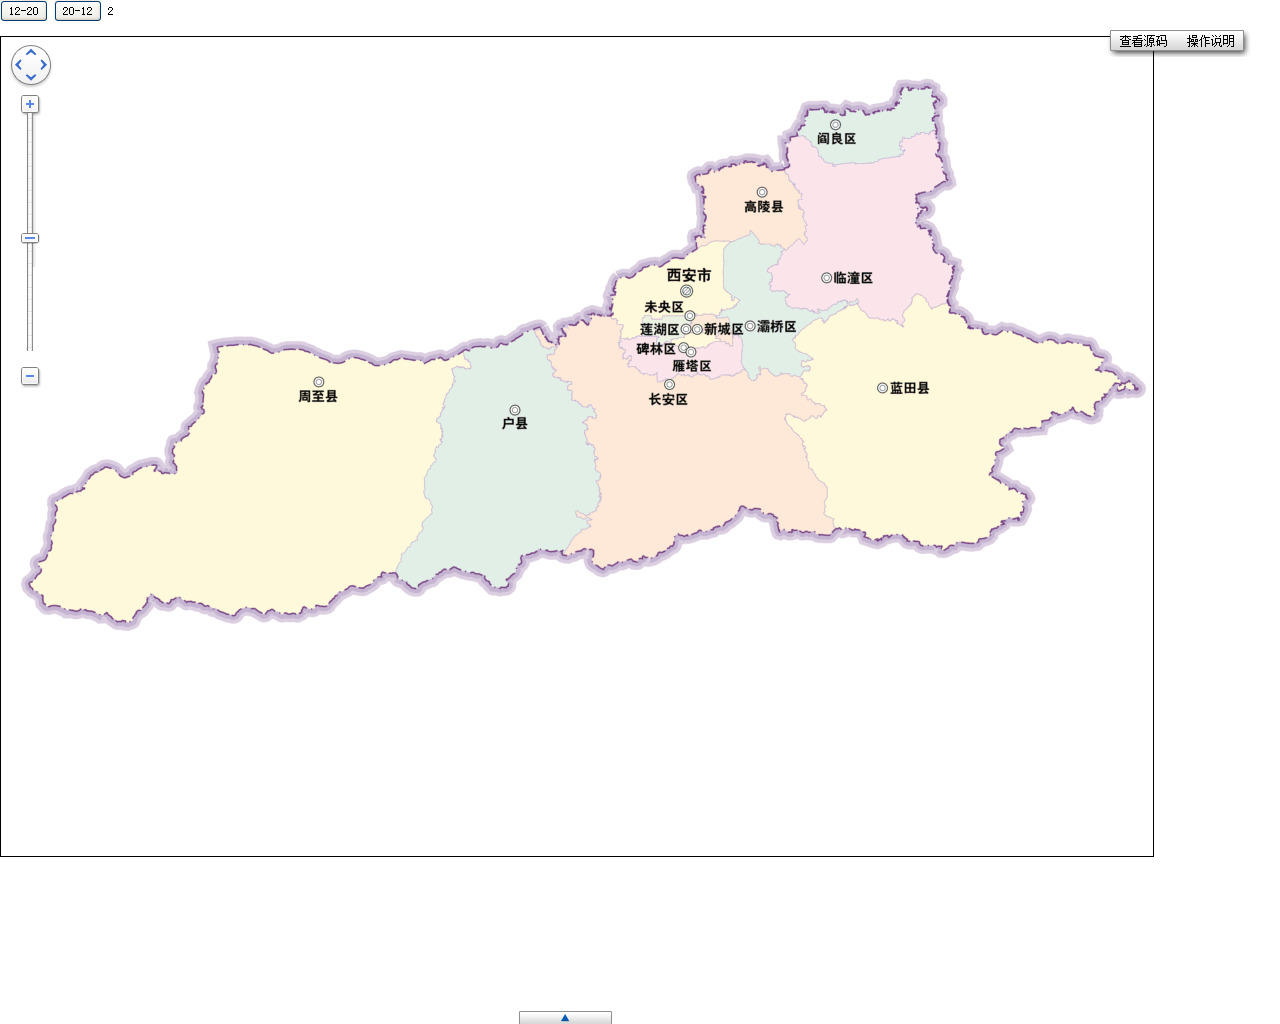 12-20 20-12 2
查看源码 操作说明
阎良区
高陵县
西安市
临潼区
未央区
莲湖区 新城区 灞桥区
碑林区
雁塔区
周至县
长安区
蓝田县
户县